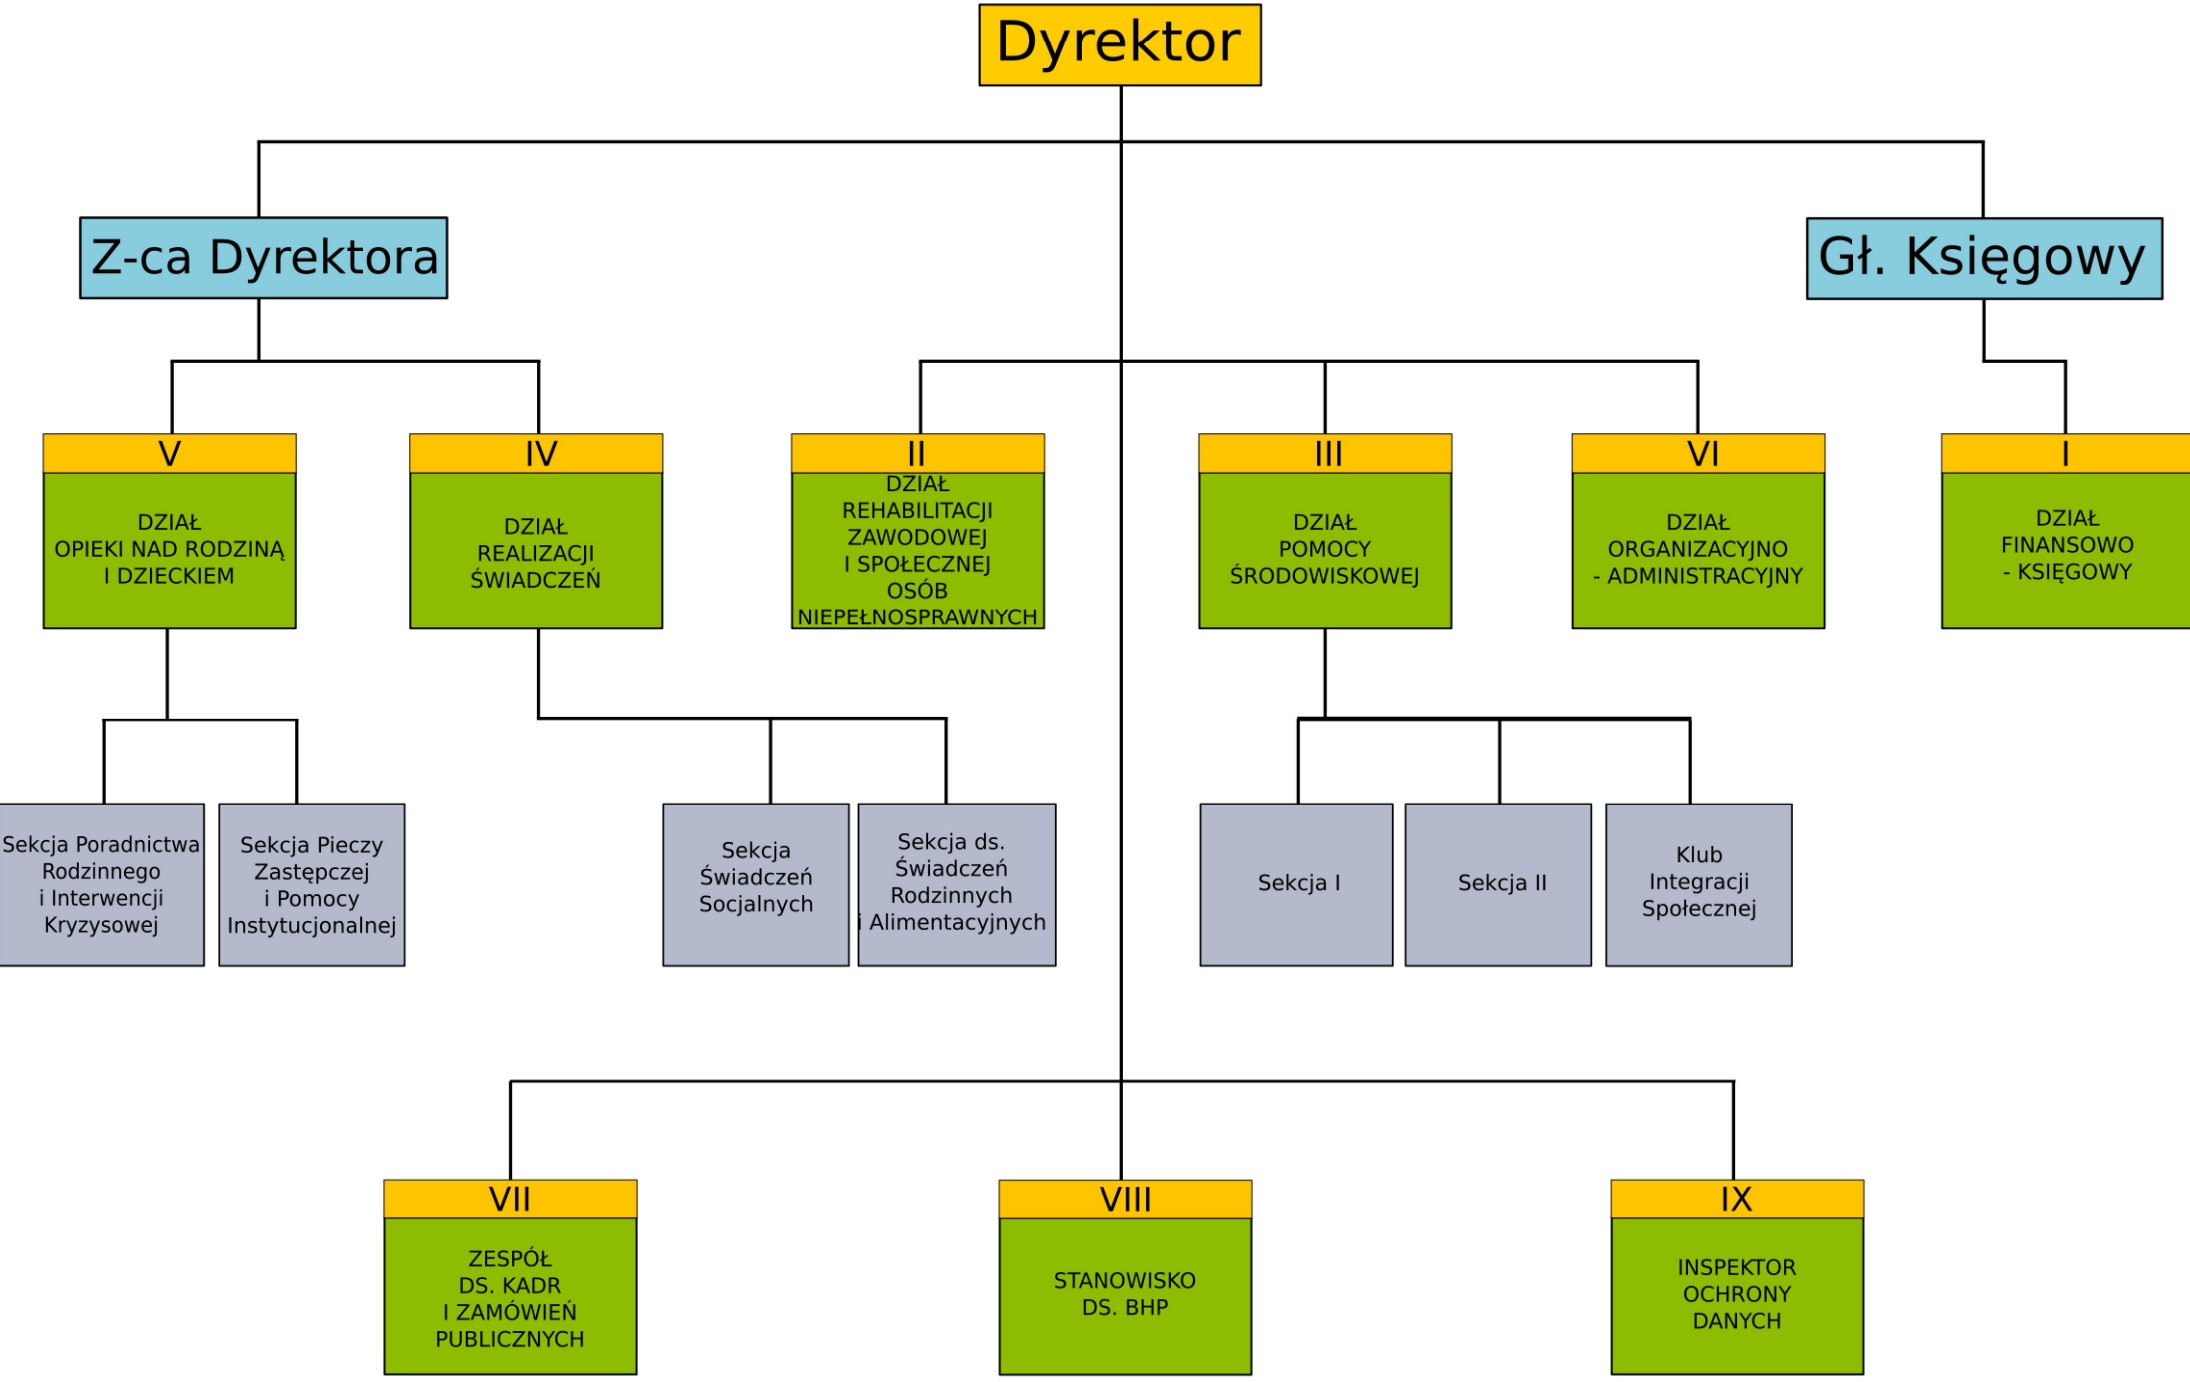 Dyrektor
Z-ca Dyrektora
Gł. Księgowy
V
DZIAŁ
OPIEKI NAD RODZINĄ
I DZIECKIEM
IV
DZIAŁ
REALIZACJI
ŚWIADCZEŃ
II
DZIAŁ
REHABILITACJI
ZAWODOWEJ
I SPOŁECZNEJ
OSÓB
NIEPEŁNOSPRAWNYCH
III
DZIAŁ
POMOCY
ŚRODOWISKOWEJ
VI
DZIAŁ
ORGANIZACYJNO
- ADMINISTRACYJNY
I
DZIAŁ
FINANSOWO
- KSIĘGOWY
Sekcja Poradnictwa
Rodzinnego
i Interwencji
Kryzysowej
Sekcja Pieczy
Zastępczej
i Pomocy
Instytucjonalnej
Sekcja
Świadczeń
Socjalnych
Sekcja ds.
Świadczeń
Rodzinnych
i Alimentacyjnych
Sekcja I
Sekcja II
Klub
Integracji
Społecznej
VII
ZESPÓŁ
DS. KADR
I ZAMÓWIEŃ
PUBLICZNYCH
VIII
STANOWISKO
DS. BHP
IX
INSPEKTOR
OCHRONY
DANYCH